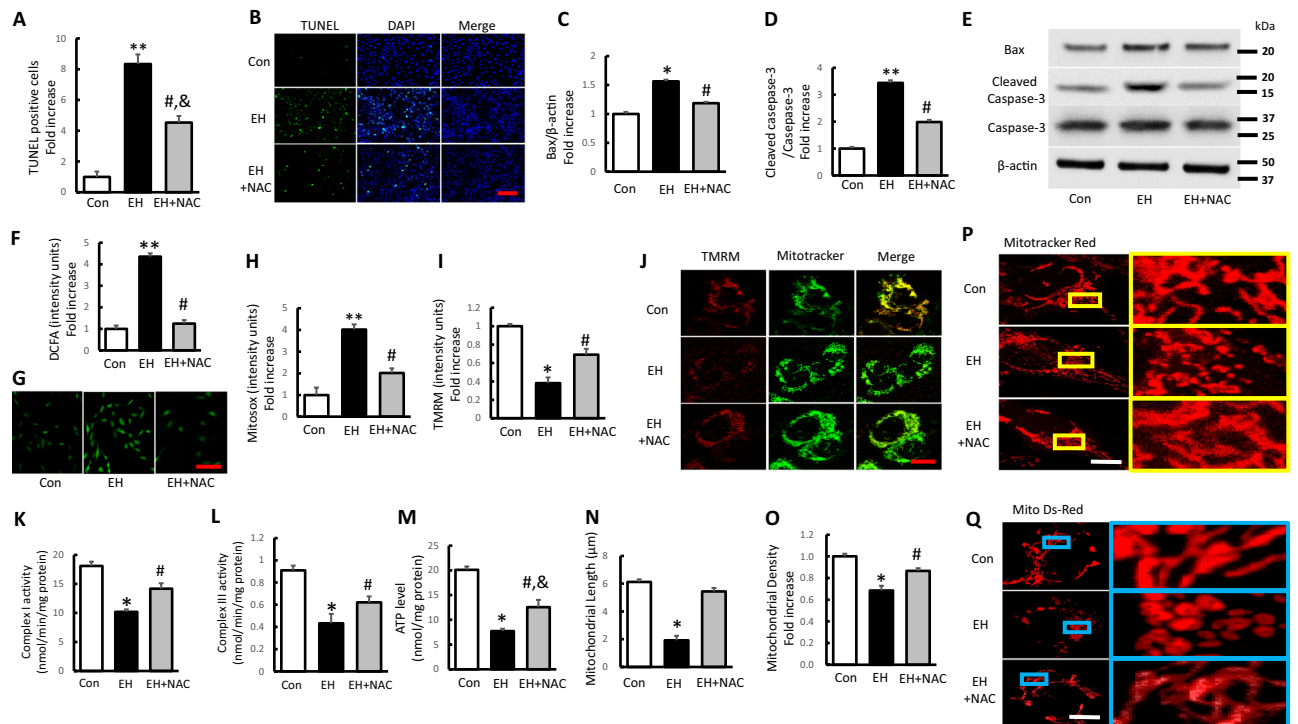 A
TUNEL positive cells
Fold increase
10
8
6
4
2
0
**
#,&
Con
EH
EH+NAC
B
TUNEL
DAPI
Merge
Con
EH
EH
+NAC
C
Bax/β-actin
Fold increase
2
1.5
1
0.5
0
*
#
Con
EH
EH+NAC
D
Cleaved casepase-3
/Casepase-3
Fold increase
4
3
2
1
0
**
#
Con
EH
EH+NAC
E
kDa
Bax
20
Cleaved
Caspase-3
20
15
Caspase-3
37
25
β-actin
50
37
Con
EH
EH+NAC
F
DCFA (intensity units)
Fold increase
5
4
3
2
1
0
**
#
Con
EH
EH+NAC
G
Con
EH
EH+NAC
H
Mitosox (intensity units)
Fold increase
5
4
3
2
1
0
**
#
Con
EH
EH+NAC
I
TMRM (intensity units)
Fold increase
1.2
1
0.8
0.6
0.4
0.2
0
*
#
Con
EH
EH+NAC
J
TMRM
Mitotracker
Merge
Con
EH
EH
+NAC
P
Mitotracker Red
Con
EH
EH
+NAC
K
Complex I activity
(nmol/min/mg protein)
20
15
10
5
0
*
#
Con
EH
EH+NAC
L
Complex III activity
(nmol/min/mg protein)
1.2
1
0.8
0.6
0.4
0.2
0
*
#
Con
EH
EH+NAC
M
ATP level
(nmol/mg protein)
25
20
15
10
5
0
*
#,&
Con
EH
EH+NAC
N
Mitochondrial Length (μm)
8
6
4
2
0
*
Con
EH
EH+NAC
O
Mitochondrial Density
Fold increase
1.2
1.0
0.8
0.6
0.4
0.2
0.0
*
#
Con
EH
EH+NAC
Q
Mito Ds-Red
Con
EH
EH
+NAC